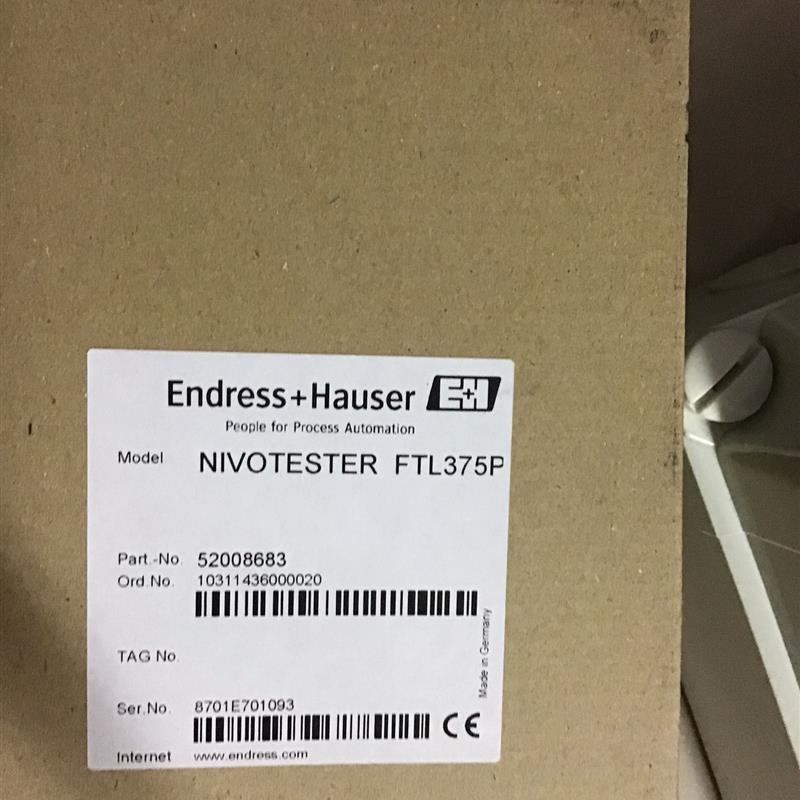 Endress+Hauser E+H
People for Process Automation
Model NIVOTESTER FTL375P
Part.-No. 52008683
Ord.No. 10311436000020
TAG No.
Made in Germany
Ser.No. 8701E701093
CE
Internet www.endress.com